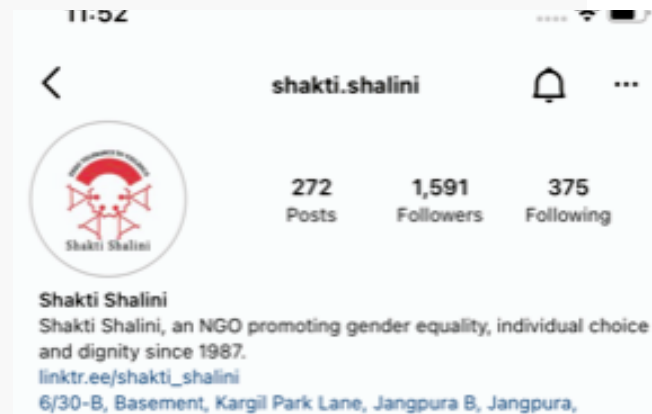 11:52
shakti.shalini
272 1,591 375
Posts Followers Following
Shakti Shalini
Shakti Shalini
Shakti Shalini, an NGO promoting gender equality, individual choice
and dignity since 1987.
linktr.ee/shakti_shalini
6/30-B, Basement, Kargil Park Lane, Jangpura B, Jangpura,